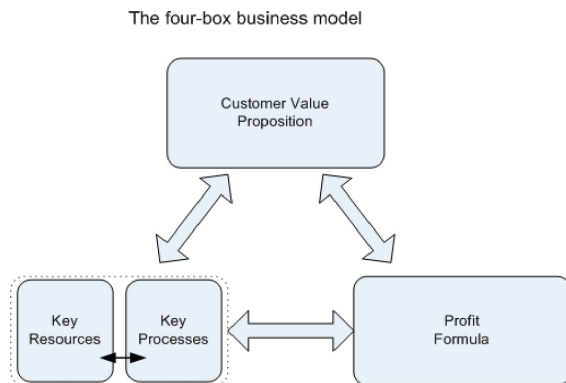 The four-box business model
Customer Value
Proposition
Key
Resources
Key
Processes
Profit
Formula